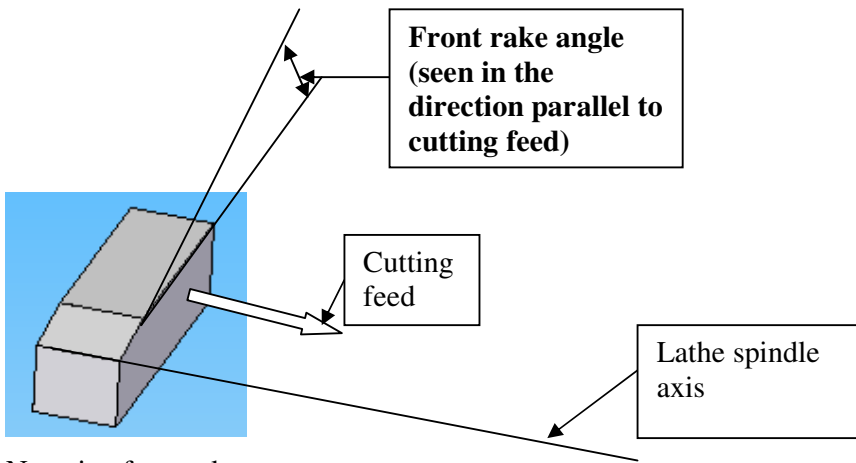 Front rake angle
(seen in the
direction parallel to
cutting feed)
Cutting
feed
Lathe spindle
axis